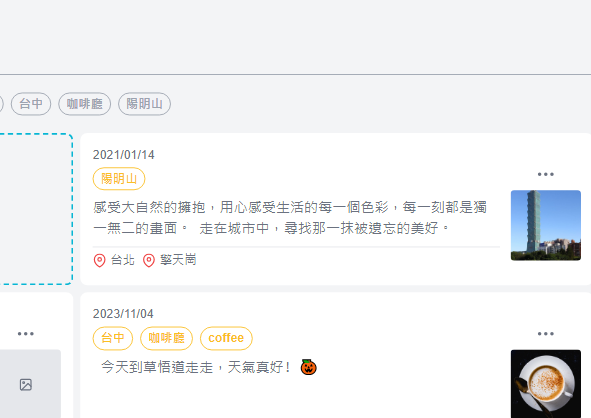 台中 咖啡廳 陽明山
2021/01/14
陽明山
感受大自然的擁抱，用心感受生活的每一個色彩，每一刻都是獨
一無二的畫面。 走在城市中，尋找那一抹被遺忘的美好。
台北 擎天崗
2023/11/04
台中 咖啡廳 coffee
今天到草悟道走走，天氣真好！🎃